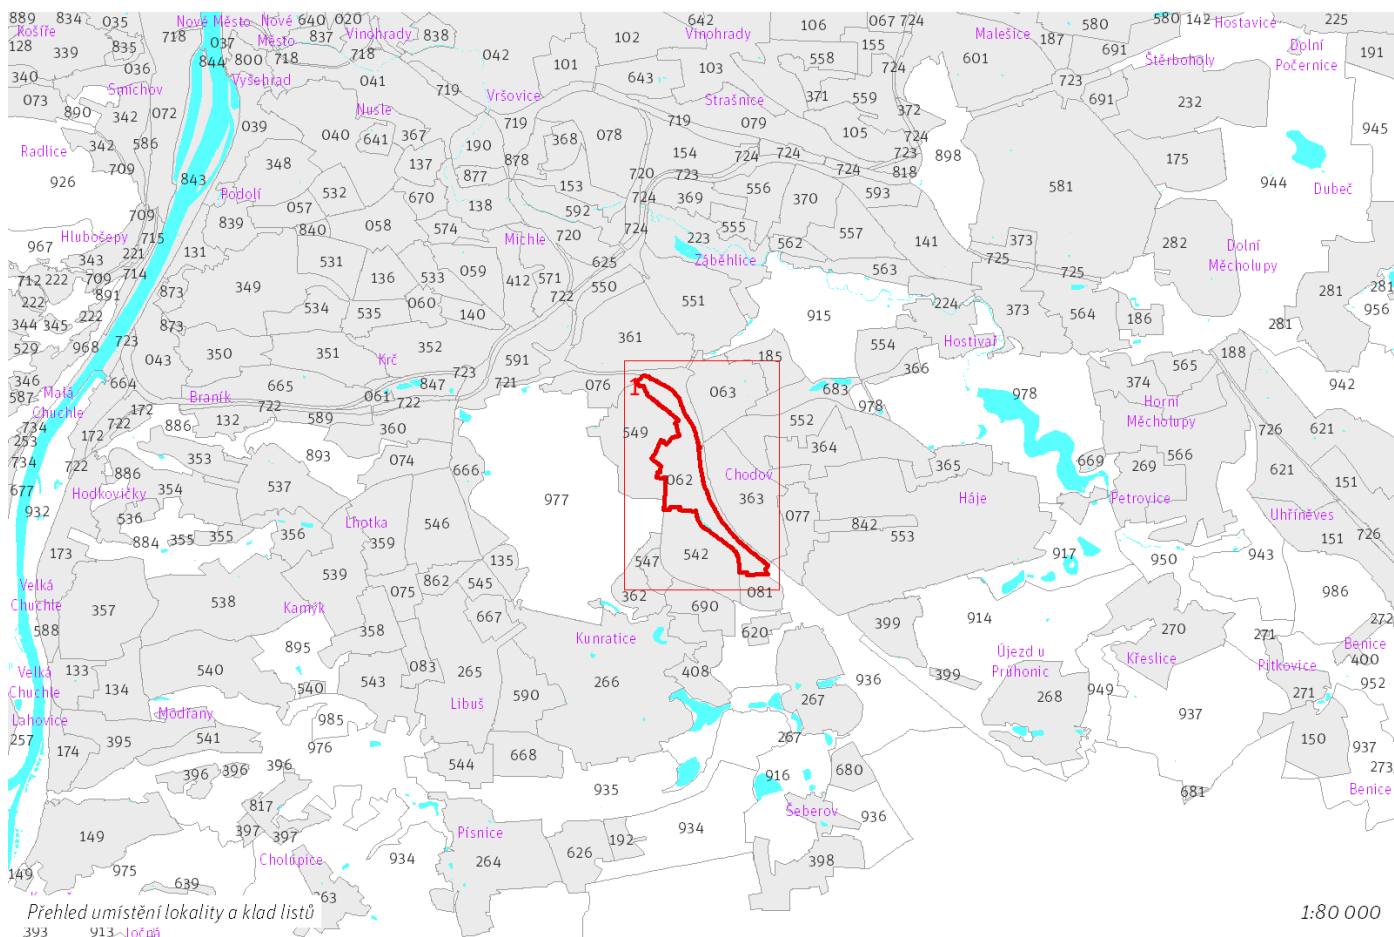 889 834 035 Nové Město Nové 640 020 642 106 067 724 580 580 142 Hostavice 225
Košíře 718 037 Město 837 Vinohrady 838 102 Vinohrady 155 Malešice 187 691 Dolní 191
128 339 835 844 800 718 718 042 101 643 103 558 724 601 723 Štěrboholy Počernice
340 036 Smíchov Vyšehrad 041 719 Vršovice 371 559 372 691 232
073 890 342 072 039 Nusle 719 Strašnice 079 105 724 945
Radlice 342 586 040 641 367 190 878 368 078 719 154 724 724 724 723 898 175
926 709 843 348 137 877 153 720 723 818 581 944 Dubeč
709 Podolí 057 532 670 138 592 724 369 556 370 593
Hlubočepy 715 839 840 058 574 Michle 720 724 223 555 562 557 141 373 282 Dolní
967 343 221 131 531 136 533 059 412 571 625 Záběhlice 563 725 725 Měcholupy
712 222 709 714 349 534 535 060 140 722 550 551 224 373 564 186 281 281
222 891 873 915 281 956
344 345 222 873 361 554 Hostivař
529 968 723 043 350 351 Krč 352 591 185 366 188
346 664 665 061 847 723 721 076 1 063 683 978 978 374 565 942
587 Malá Chuchle 172 Braník 722 722 552 Horní Měcholupy
734 722 886 132 589 360 549 364 726 621
253 172 893 074
734 722 886 353 666 062 Chodov 365 669 269 566 621 151
677 Hodkovičky 354 537 977 363 Háje Petrovice
932 536 Lhotka 546 077 842 Uhříněves
884 355 355 356 359 553 151 726
173 539 135 547 542 917 950 943
Velká Chuchle 357 538 Kamýk 075 862 545 362 081 986
588 358 667 690 914 272
895 Kunratice 620 399 270 271 Benice
Velká Chuchle 133 540 083 265 408 Újezd u Průhonic Křeslice Pitkovice 400
134 540 543 590 266 936 399 952
Lahovice Modřany Libuš 267 268 949 271
257 174 395 541 985 267 937 150 937
976 544 668 273
396 396 396 935 916 680 681 Benice
817 Šeberov
149 397 397 Písnice 934 936
Cholupice 934 264 626 192 398
149 975 639
Přehled umístění lokality a klad listů 1:80 000
393 913